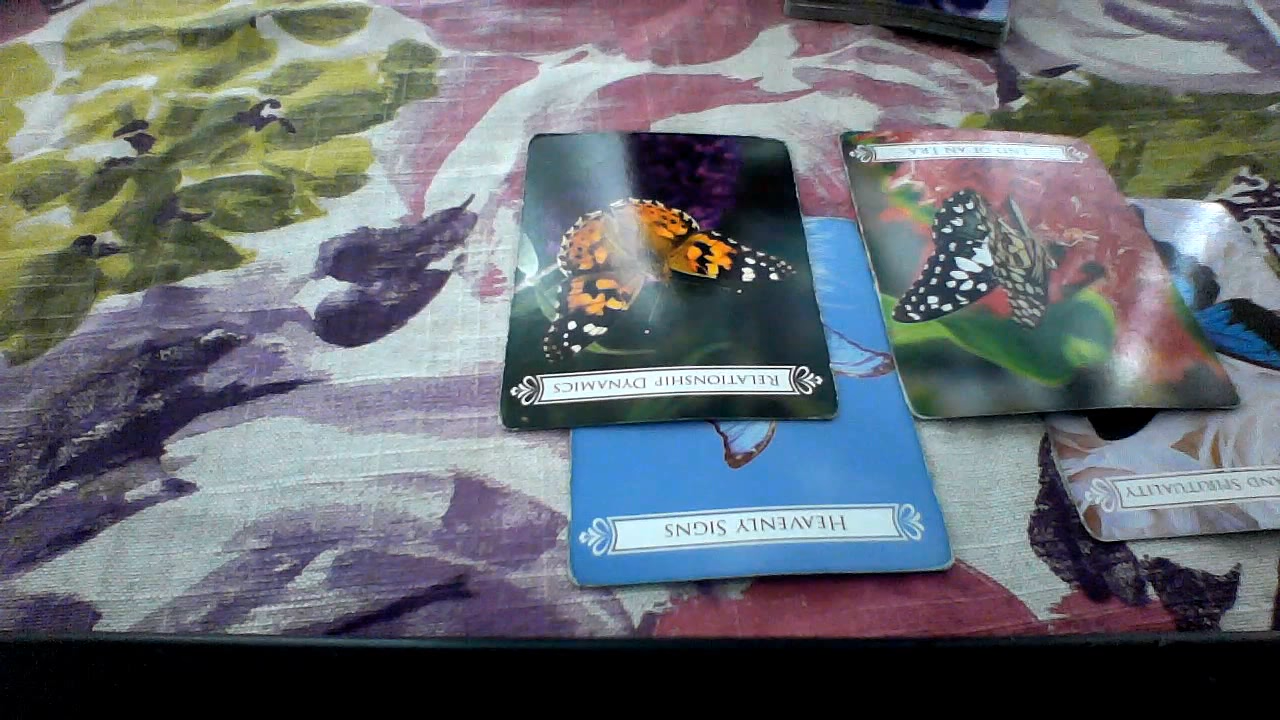 END OF AN ERA
RELATIONSHIP DYNAMICS
HEAVENLY SIGNS
AND SPIRITUALITY